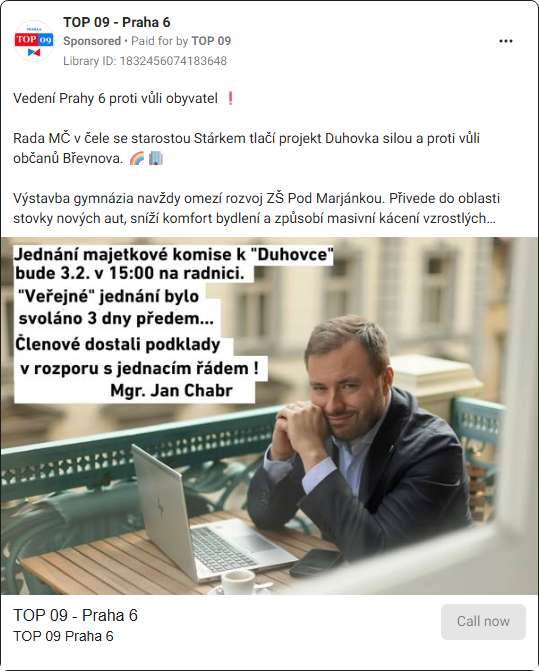 TOP 09 - Praha 6
Sponsored • Paid for by TOP 09
Library ID: 1832456074183648
PRAHA 6
TOP 09
Vedení Prahy 6 proti vůli obyvatel ❗
Rada MČ v čele se starostou Stárkem tlačí projekt Duhovka silou a proti vůli
občanů Břevnova. 🌈🏢
Výstavba gymnázia navždy omezí rozvoj ZŠ Pod Marjánkou. Přivede do oblasti
stovky nových aut, sníží komfort bydlení a způsobí masivní kácení vzrostlých...
Jednání majetkové komise k "Duhovce"
bude 3.2. v 15:00 na radnici.
"Veřejné" jednání bylo
svoláno 3 dny předem...
Členové dostali podklady
v rozporu s jednacím řádem !
Mgr. Jan Chabr
TOP 09 - Praha 6
TOP 09 Praha 6
Call now